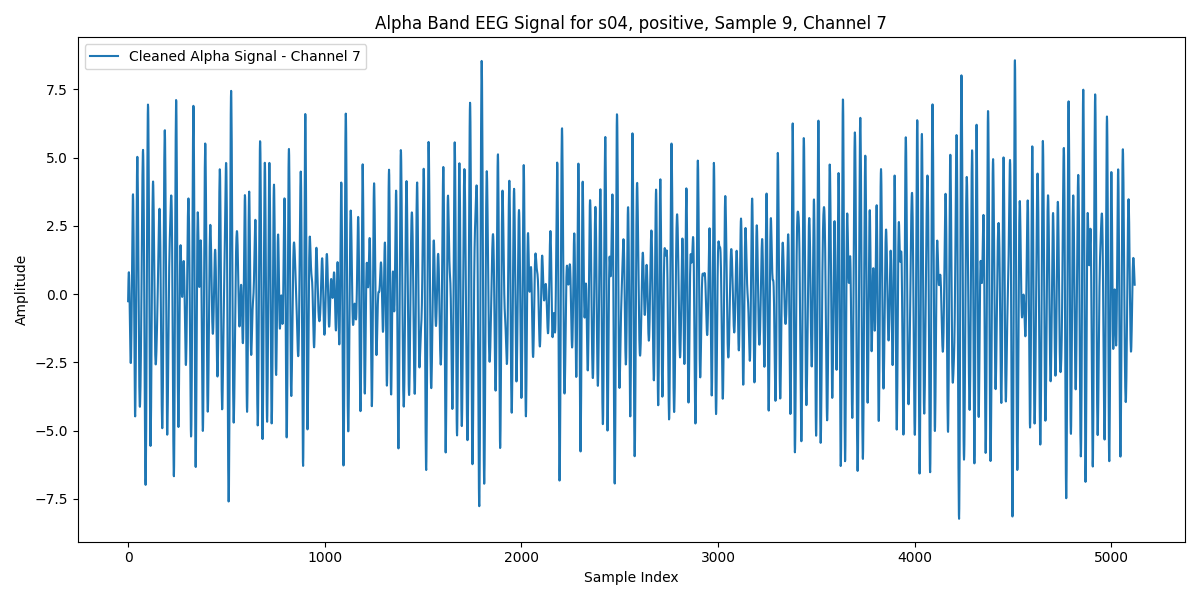 Alpha Band EEG Signal for s04, positive, Sample 9, Channel 7
Cleaned Alpha Signal - Channel 7
Amplitude
7.5
5.0
2.5
0.0
−2.5
−5.0
−7.5
0 1000 2000 3000 4000 5000
Sample Index